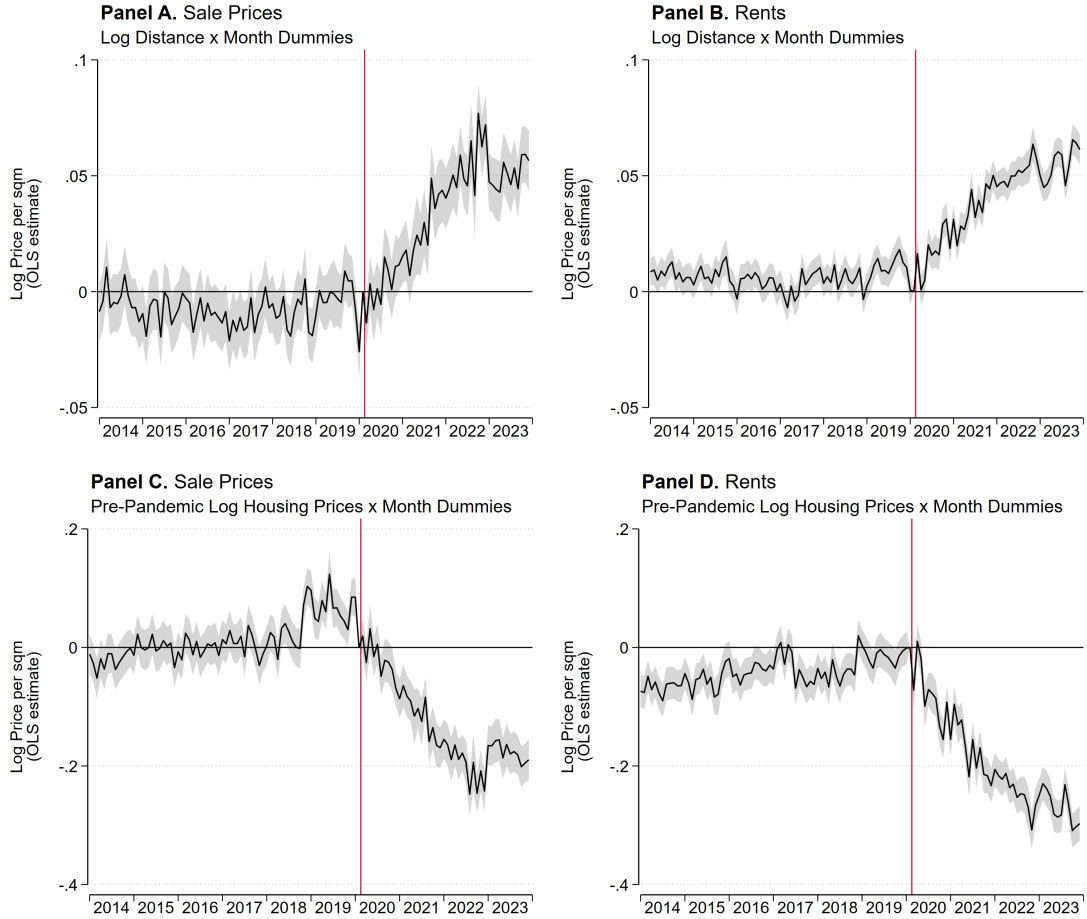 Panel A. Sale Prices
Log Distance x Month Dummies
Log Price per sqm
(OLS estimate)
.1
.05
0
-.05
2014 2015 2016 2017 2018 2019 2020 2021 2022 2023
Panel B. Rents
Log Distance x Month Dummies
Log Price per sqm
(OLS estimate)
.1
.05
0
-.05
2014 2015 2016 2017 2018 2019 2020 2021 2022 2023
Panel C. Sale Prices
Pre-Pandemic Log Housing Prices x Month Dummies
Log Price per sqm
(OLS estimate)
.2
0
-.2
-.4
2014 2015 2016 2017 2018 2019 2020 2021 2022 2023
Panel D. Rents
Pre-Pandemic Log Housing Prices x Month Dummies
Log Price per sqm
(OLS estimate)
.2
0
-.2
-.4
2014 2015 2016 2017 2018 2019 2020 2021 2022 2023